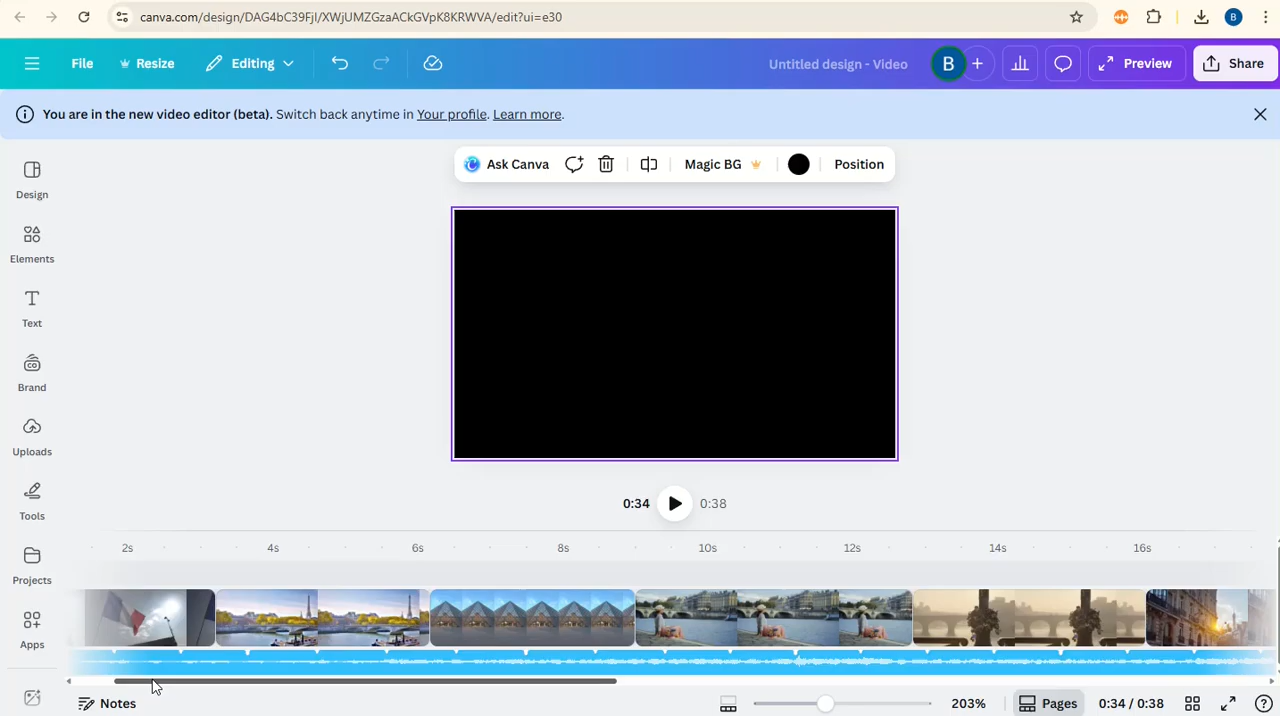 canva.com/design/DAG4bC39FjI/XWjUMZGzaACkGVpK8KRWVA/edit?ui=e30
B
File
Resize
Editing
Untitled design - Video
B
Preview
Share
You are in the new video editor (beta). Switch back anytime in Your profile. Learn more.
Ask Canva
Magic BG
Position
Design
Elements
Text
Brand
Uploads
Tools
Projects
Apps
0:34
0:38
2s
4s
6s
8s
10s
12s
14s
16s
Notes
203%
Pages
0:34 / 0:38